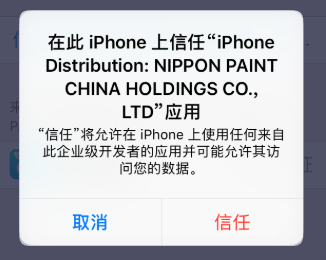 在此 iPhone 上信任“iPhone
Distribution: NIPPON PAINT
CHINA HOLDINGS CO.,
LTD”应用
“信任”将允许在 iPhone 上使用任何来自
此企业级开发者的应用并可能允许其访
问您的数据。
取消
信任